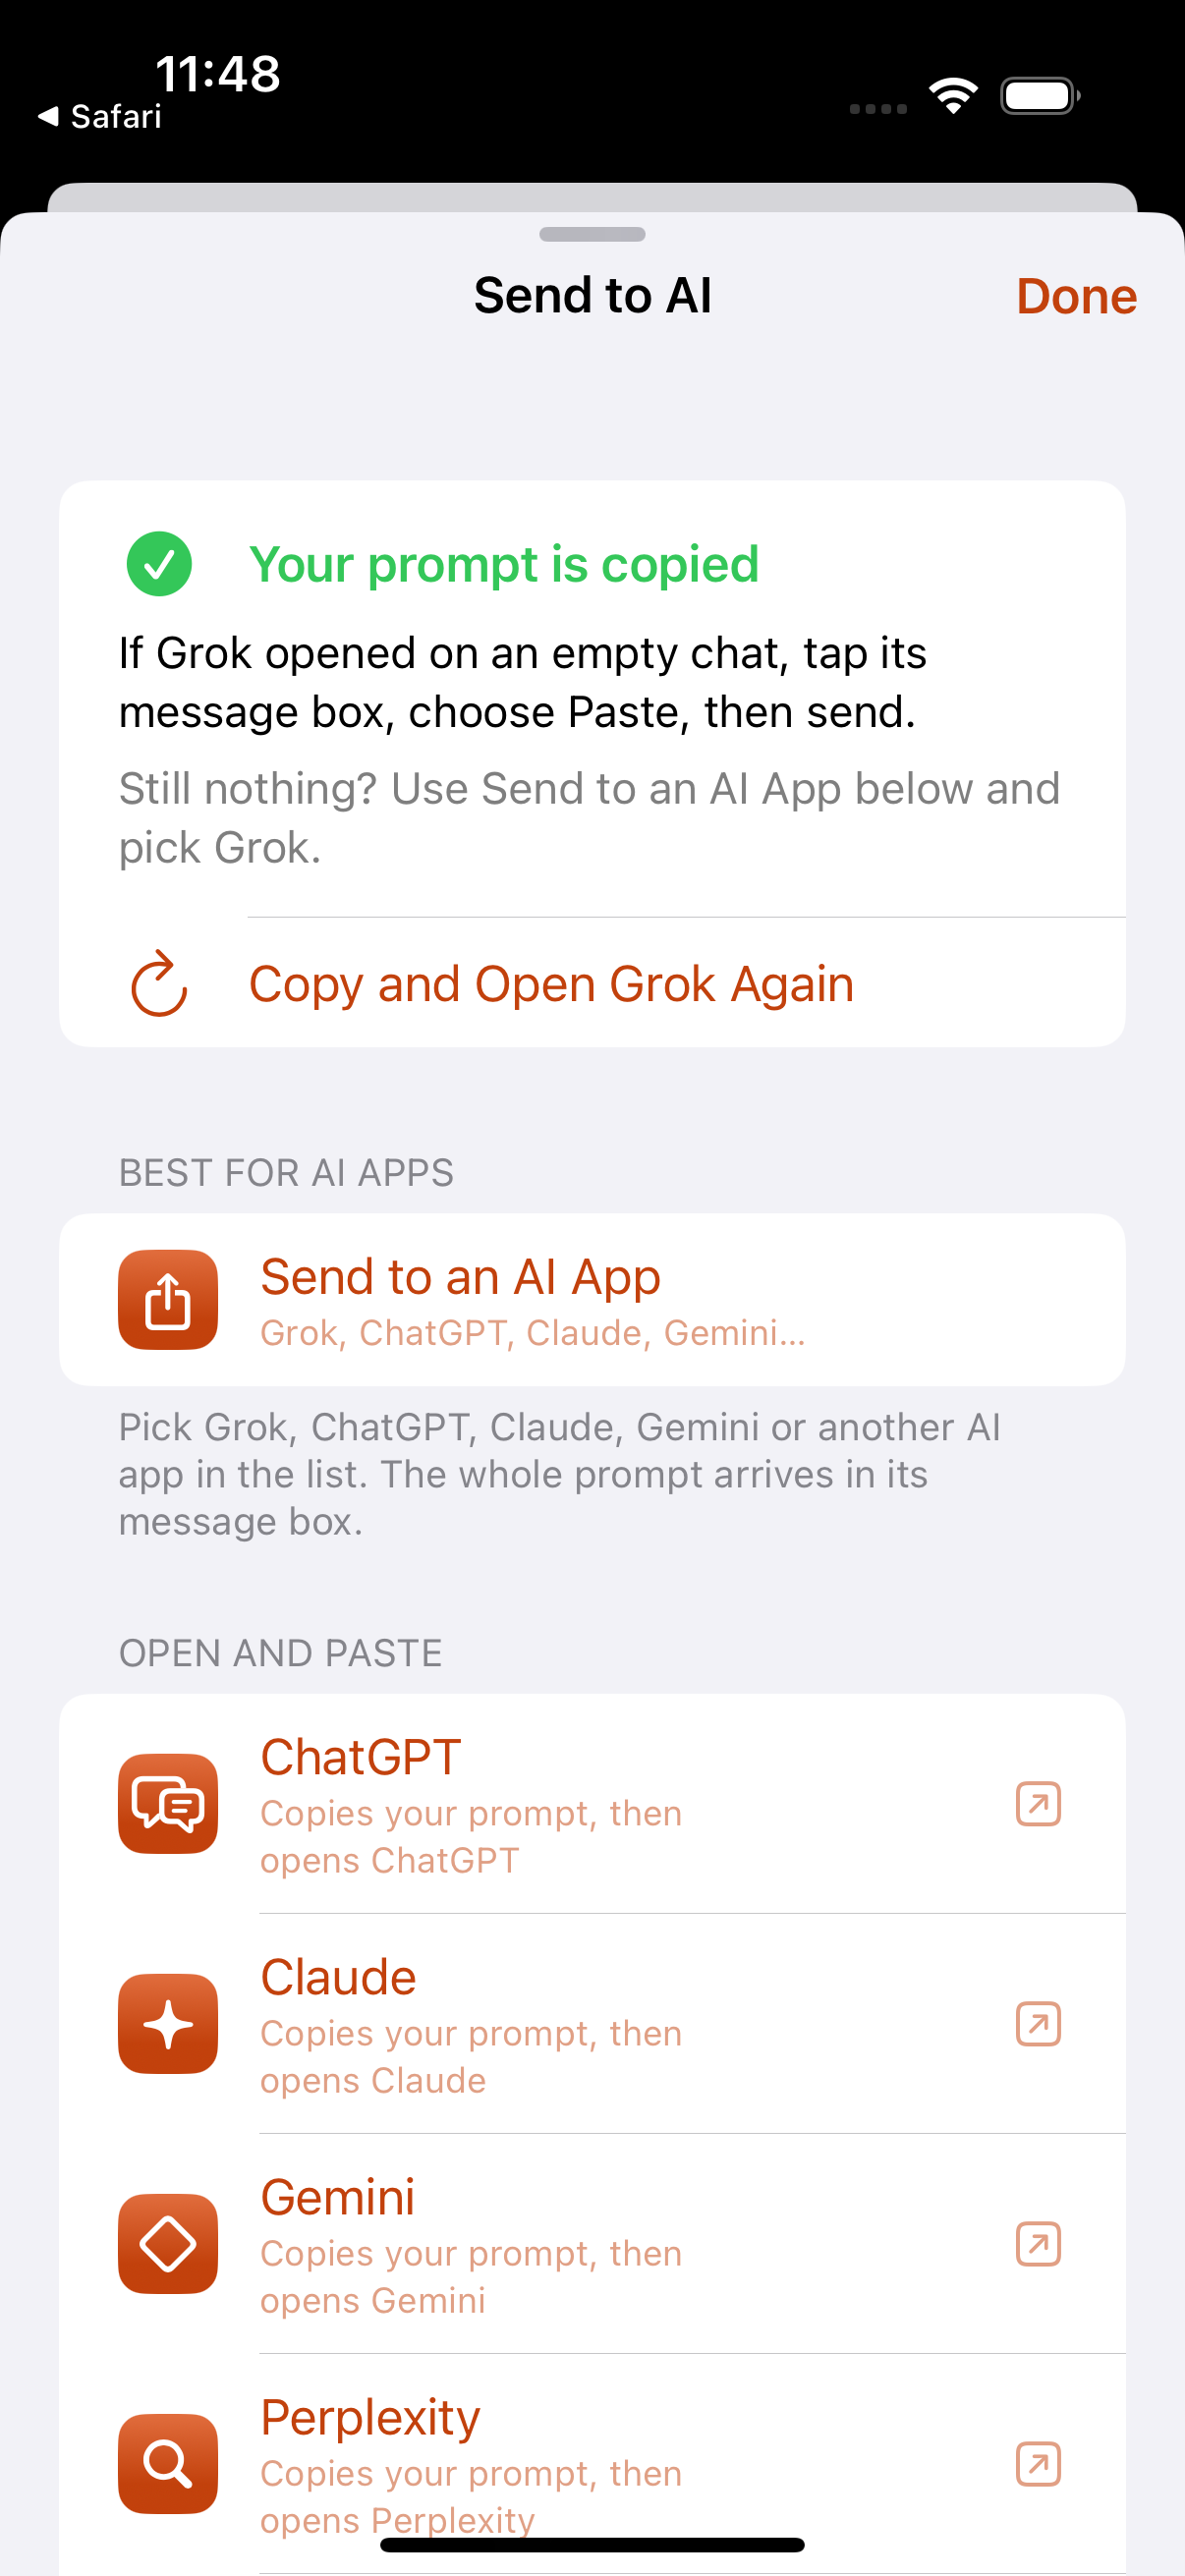 11:48
◀ Safari
Send to AI
Done
Your prompt is copied
If Grok opened on an empty chat, tap its
message box, choose Paste, then send.
Still nothing? Use Send to an AI App below and
pick Grok.
Copy and Open Grok Again
BEST FOR AI APPS
Send to an AI App
Grok, ChatGPT, Claude, Gemini...
Pick Grok, ChatGPT, Claude, Gemini or another AI
app in the list. The whole prompt arrives in its
message box.
OPEN AND PASTE
ChatGPT
Copies your prompt, then
opens ChatGPT
Claude
Copies your prompt, then
opens Claude
Gemini
Copies your prompt, then
opens Gemini
Perplexity
Copies your prompt, then
opens Perplexity